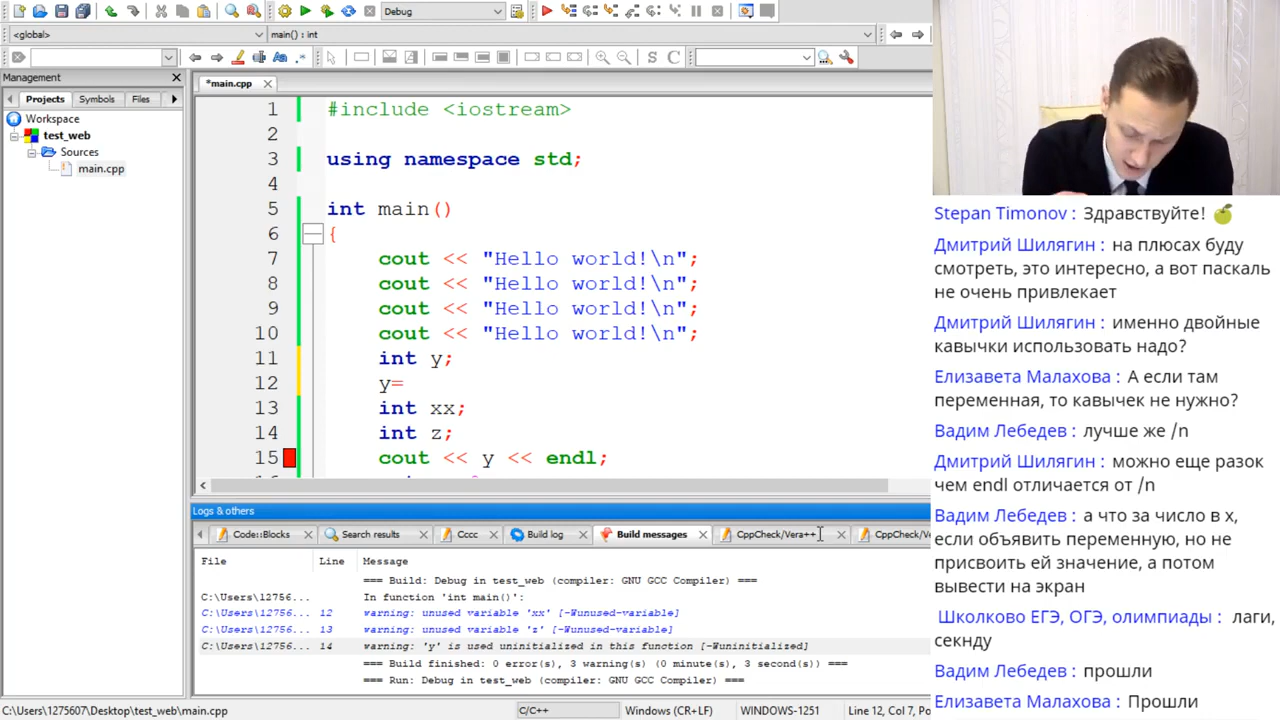 Debug
<global>
main() : int
Management
*main.cpp
Projects
Symbols
Files
Workspace
test_web
Sources
main.cpp
1 #include <iostream>
2
3 using namespace std;
4
5 int main()
6 {
7 cout << "Hello world!\n";
8 cout << "Hello world!\n";
9 cout << "Hello world!\n";
10 cout << "Hello world!\n";
11 int y;
12 y=
13 int xx;
14 int z;
15 cout << y << endl;
Logs & others
Code::Blocks
Search results
Cccc
Build log
Build messages
CppCheck/Vera++
CppCheck/Ve
File Line Message
=== Build: Debug in test_web (compiler: GNU GCC Compiler) ===
C:\Users\12756... In function 'int main()':
C:\Users\12756... 12 warning: unused variable 'xx' [-Wunused-variable]
C:\Users\12756... 13 warning: unused variable 'z' [-Wunused-variable]
C:\Users\12756... 14 warning: 'y' is used uninitialized in this function [-Wuninitialized]
=== Build finished: 0 error(s), 3 warning(s) (0 minute(s), 3 second(s)) ===
=== Run: Debug in test_web (compiler: GNU GCC Compiler) ===
C:\Users\1275607\Desktop\test_web\main.cpp
C/C++
Windows (CR+LF)
WINDOWS-1251
Line 12, Col 7, Po
Stepan Timonov : Здравствуйте! 🍏
Дмитрий Шилягин : на плюсах буду
смотреть, это интересно, а вот паскаль
не очень привлекает
Дмитрий Шилягин : именно двойные
кавычки использовать надо?
Елизавета Малахова : А если там
переменная, то кавычек не нужно?
Вадим Лебедев : лучше же /n
Дмитрий Шилягин : можно еще разок
чем endl отличается от /n
Вадим Лебедев : а что за число в х,
если объявить переменную, но не
присвоить ей значение, а потом
вывести на экран
Школково ЕГЭ, ОГЭ, олимпиады : лаги,
секнду
Вадим Лебедев : прошли
Елизавета Малахова : Прошли